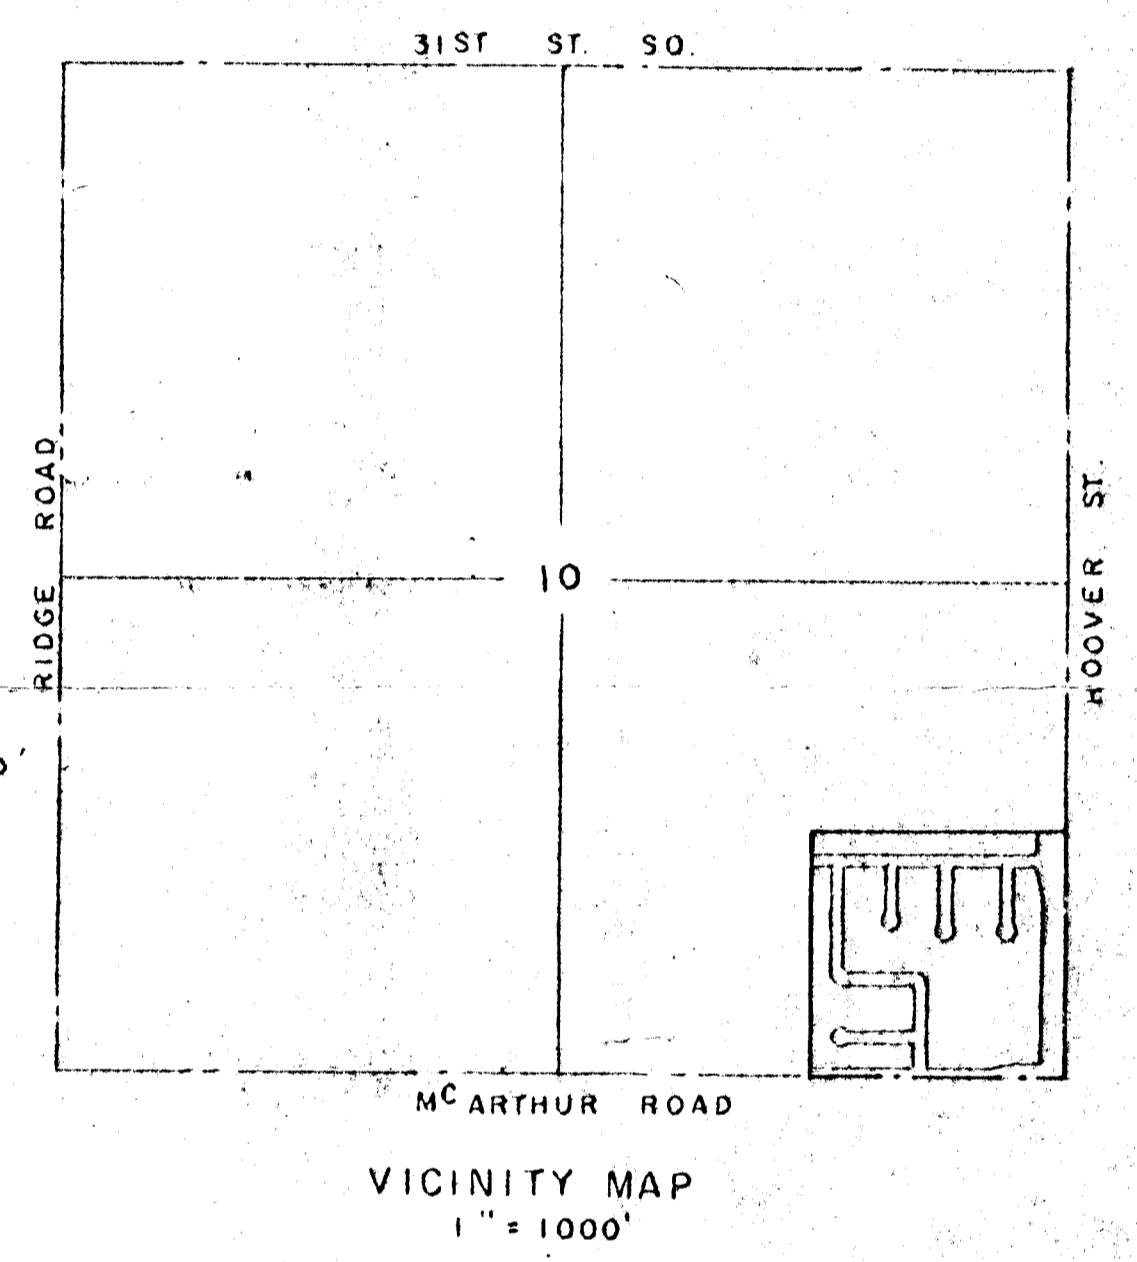 31ST ST. SO.
RIDGE ROAD
10
HOOVER ST.
MC ARTHUR ROAD
VICINITY MAP
1" = 1000'